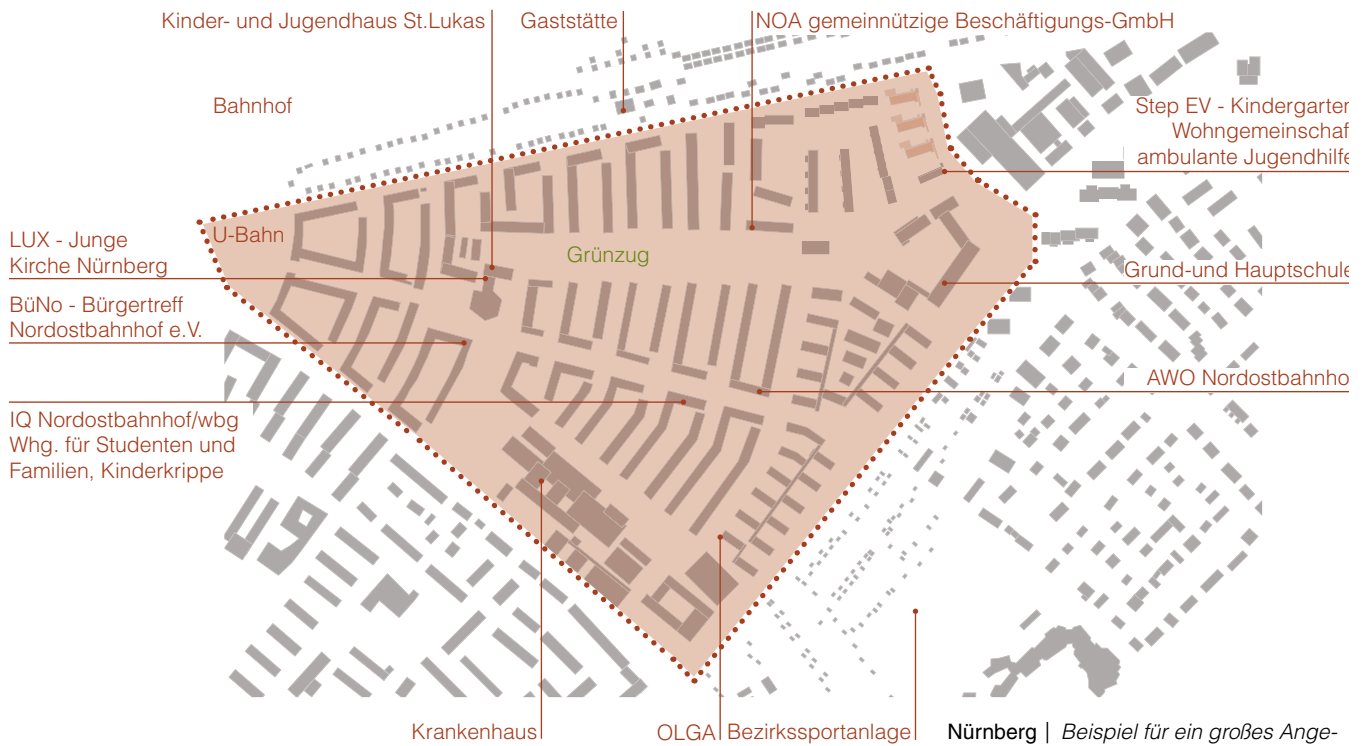 Kinder- und Jugendhaus St.Lukas
Gaststätte
NOA gemeinnützige Beschäftigungs-GmbH
Bahnhof
Step EV - Kindergarten
Wohngemeinschaf
ambulante Jugendhilfe
U-Bahn
LUX - Junge
Kirche Nürnberg
Grünzug
Grund-und Hauptschule
BüNo - Bürgertreff
Nordostbahnhof e.V.
AWO Nordostbahnho
IQ Nordostbahnhof/wbg
Whg. für Studenten und
Familien, Kinderkrippe
Krankenhaus
OLGA
Bezirkssportanlage
Nürnberg | Beispiel für ein großes Ange-